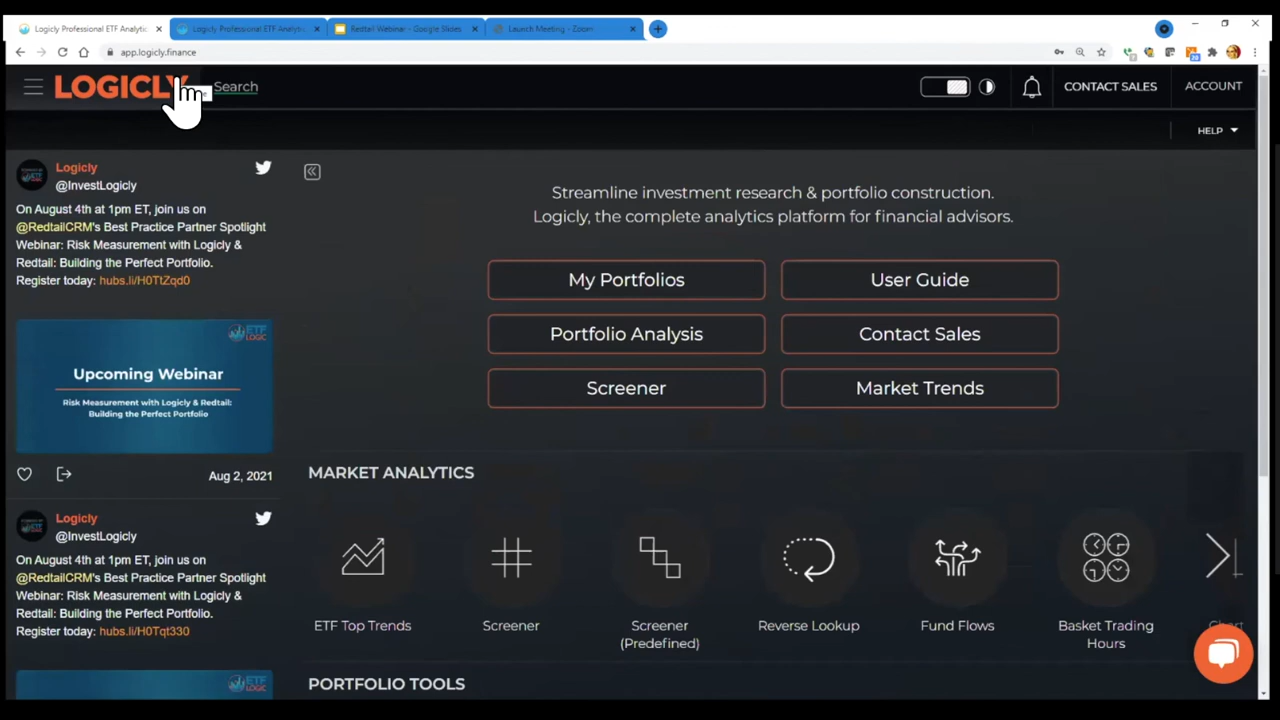 Logicly Professional ETF Analytic
Logicly Professional ETF Analytic
Redtail Webinar - Google Slides
Launch Meeting - Zoom
app.logicly.finance
LOGICLY
Search
CONTACT SALES
ACCOUNT
HELP
Logicly
@InvestLogicly
On August 4th at 1pm ET, join us on
@RedtailCRM's Best Practice Partner Spotlight
Webinar: Risk Measurement with Logicly &
Redtail: Building the Perfect Portfolio.
Register today: hubs.li/H0TtZqd0
ETF
LOGIC
Upcoming Webinar
Risk Measurement with Logicly & Redtail:
Building the Perfect Portfolio
Aug 2, 2021
Logicly
@InvestLogicly
On August 4th at 1pm ET, join us on
@RedtailCRM's Best Practice Partner Spotlight
Webinar: Risk Measurement with Logicly &
Redtail: Building the Perfect Portfolio.
Register today: hubs.li/H0Tqt330
ETF
LOGIC
Streamline investment research & portfolio construction.
Logicly, the complete analytics platform for financial advisors.
My Portfolios
User Guide
Portfolio Analysis
Contact Sales
Screener
Market Trends
MARKET ANALYTICS
ETF Top Trends
Screener
Screener
(Predefined)
Reverse Lookup
Fund Flows
Basket Trading
Hours
PORTFOLIO TOOLS